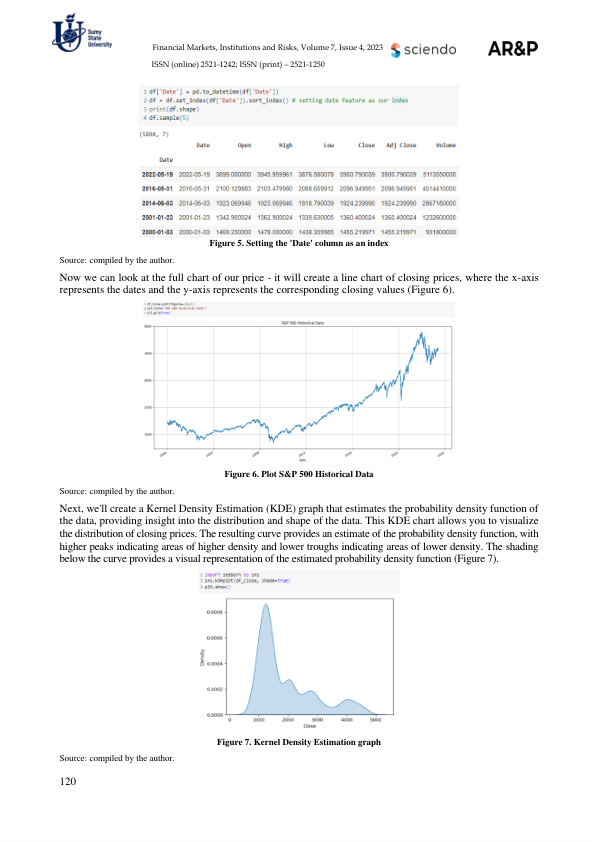 Sumy
State
University
Financial Markets, Institutions and Risks, Volume 7, Issue 4, 2023
sciendo
AR&P
ISSN (online) 2521-1242; ISSN (print) – 2521-1250
1 df['Date'] = pd.to_datetime(df['Date'])
2 df = df.set_index(df['Date']).sort_index() # setting date feature as our index
3 print(df.shape)
4 df.sample(5)
(5890, 7)
Date Open High Low Close Adj Close Volume
Date
2022-05-19 2022-05-19 3899.000000 3945.959961 3876.580078 3900.790039 3900.790039 5113550000
2016-05-31 2016-05-31 2100.129883 2103.479980 2088.659912 2096.949951 2096.949951 4514410000
2014-06-03 2014-06-03 1923.069946 1925.069946 1918.790039 1924.239990 1924.239990 2867180000
2001-01-23 2001-01-23 1342.900024 1362.900024 1339.630005 1360.400024 1360.400024 1232600000
2000-01-03 2000-01-03 1469.250000 1478.000000 1438.359985 1455.219971 1455.219971 931800000
Figure 5. Setting the 'Date' column as an index
Source: compiled by the author.
Now we can look at the full chart of our price - it will create a line chart of closing prices, where the x-axis
represents the dates and the y-axis represents the corresponding closing values (Figure 6).
S&P 500 Historical Data
5000
4000
3000
2000
1000
2000 2004 2008 2012 2016 2020 2024
Date
Figure 6. Plot S&P 500 Historical Data
Source: compiled by the author.
Next, we'll create a Kernel Density Estimation (KDE) graph that estimates the probability density function of
the data, providing insight into the distribution and shape of the data. This KDE chart allows you to visualize
the distribution of closing prices. The resulting curve provides an estimate of the probability density function, with
higher peaks indicating areas of higher density and lower troughs indicating areas of lower density. The shading
below the curve provides a visual representation of the estimated probability density function (Figure 7).
1 import seaborn as sns
2 sns.kdeplot(df_close, shade=True)
3 plt.show()
0.0008
0.0006
0.0004
0.0002
0.0000
Density
0 1000 2000 3000 4000 5000
Close
Figure 7. Kernel Density Estimation graph
Source: compiled by the author.
120